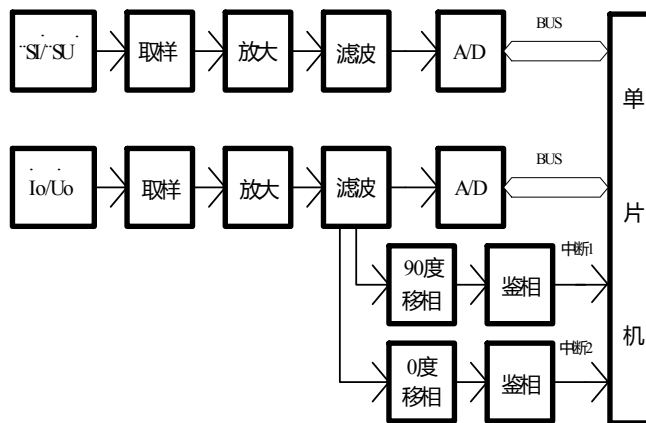 ¨SI/¨SU
取样
放大
滤波
A/D
BUS
Io/Uo
取样
放大
滤波
A/D
BUS
90度
移相
鉴相
中断1
0度
移相
鉴相
中断2
单
片
机